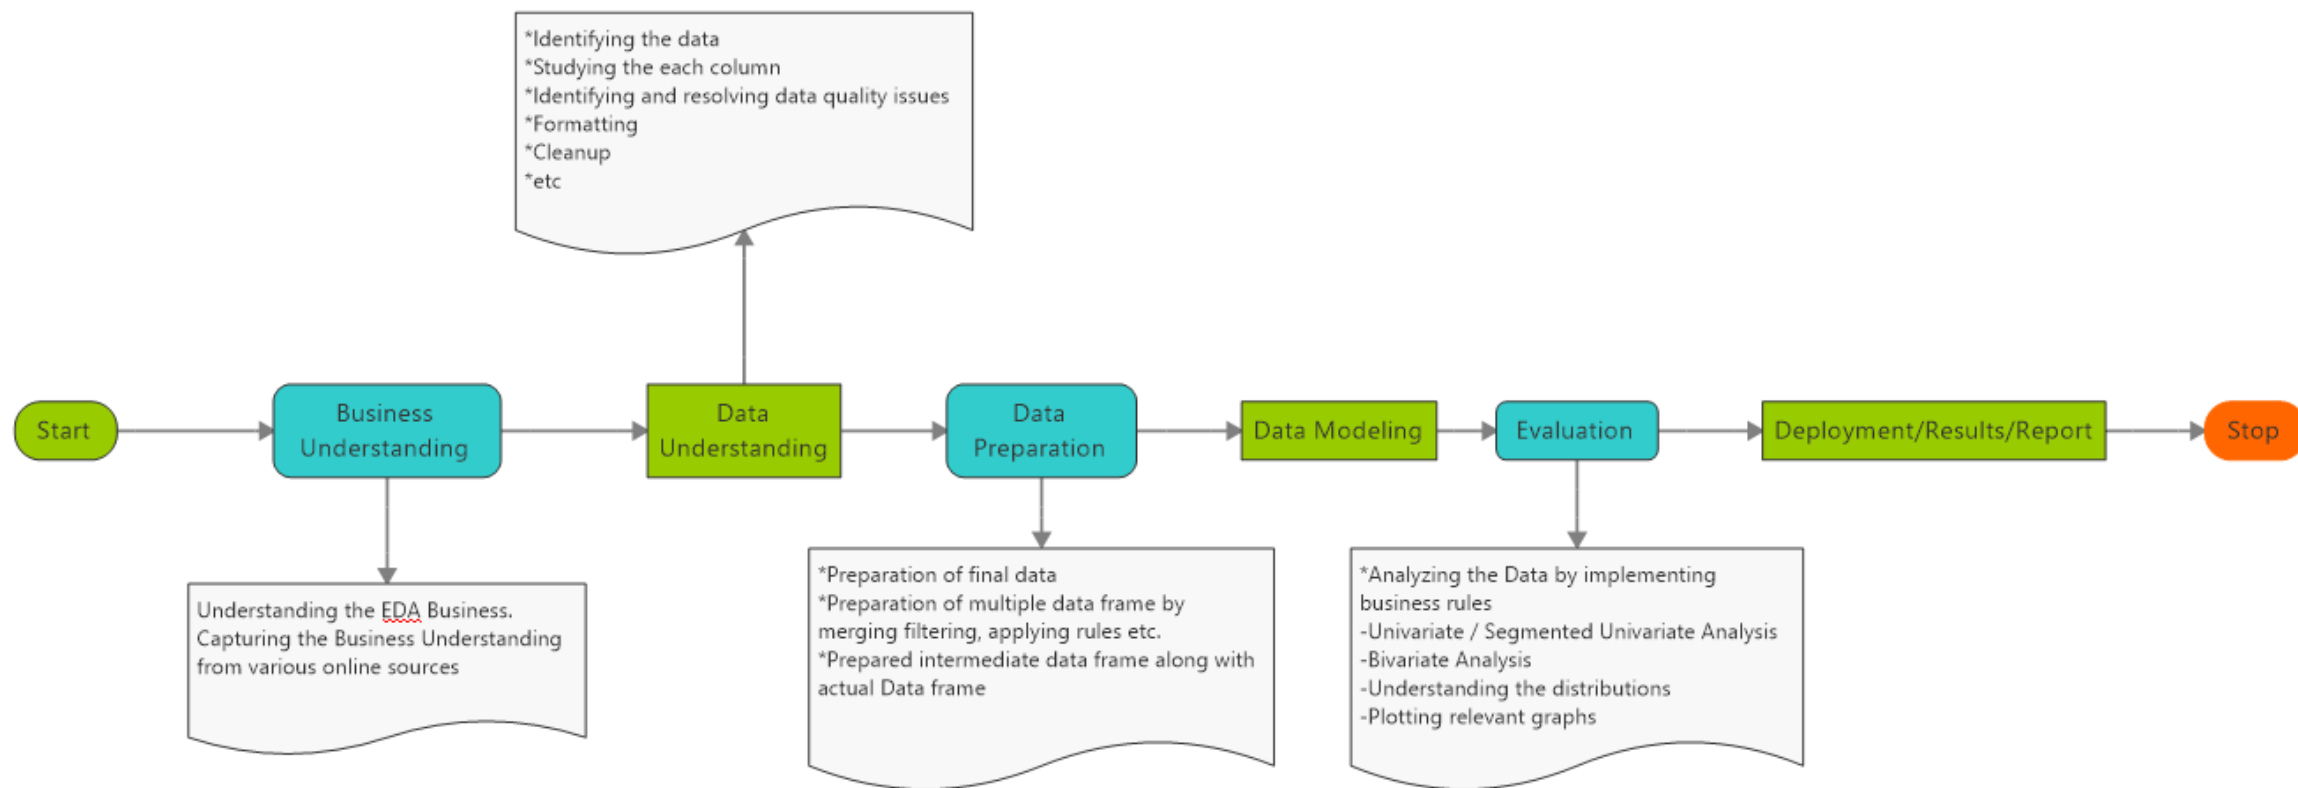 *Identifying the data
*Studying the each column
*Identifying and resolving data quality issues
*Formatting
*Cleanup
*etc
Start
Business
Understanding
Data
Understanding
Data
Preparation
Data Modeling
Evaluation
Deployment/Results/Report
Stop
Understanding the EDA Business.
Capturing the Business Understanding
from various online sources
*Preparation of final data
*Preparation of multiple data frame by
merging filtering, applying rules etc.
*Prepared intermediate data frame along with
actual Data frame
*Analyzing the Data by implementing
business rules
-Univariate / Segmented Univariate Analysis
-Bivariate Analysis
-Understanding the distributions
-Plotting relevant graphs